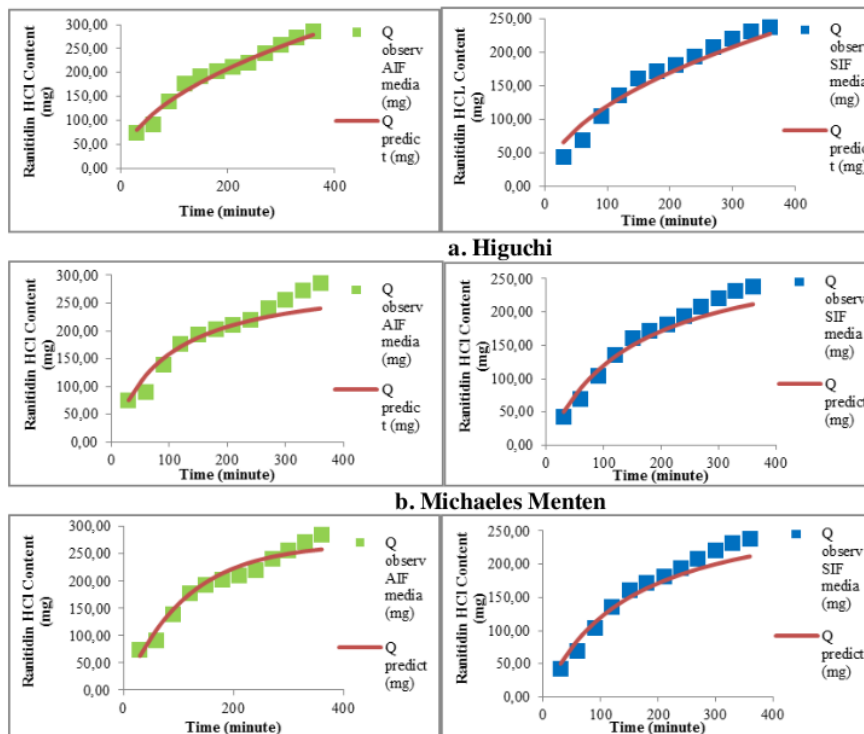 300,00
250,00
200,00
150,00
100,00
50,00
0,00
0
200
400
Time (minute)
Ranitidin HCl Content
(mg)
Q
observ
AIF
media
(mg)
Q
predic
t (mg)
250,00
200,00
150,00
100,00
50,00
0,00
0
100
200
300
400
Time (minute)
Ranitidin HCL Content
(mg)
Q
observ
SIF
media
(mg)
Q
predic
t (mg)
a. Higuchi
300,00
250,00
200,00
150,00
100,00
50,00
0,00
0
100
200
300
400
Time (minute)
Ranitidin HCl Content
(mg)
Q
observ
AIF
media
(mg)
Q
predic
t (mg)
250,00
200,00
150,00
100,00
50,00
0,00
0
100
200
300
400
Time (minute)
Ranitidin HCl Content
(mg)
Q
observ
SIF
media
(mg)
Q
predict
(mg)
b. Michaeles Menten
300,00
250,00
200,00
150,00
100,00
50,00
0,00
0
200
400
Time (minute)
Ranitidin HCl Content
(mg)
Q
observ
AIF
media
(mg)
Q
predict
(mg)
250,00
200,00
150,00
100,00
50,00
0,00
0
100
200
300
400
Time (minute)
Ranitidin HCl Content
(mg)
Q
observ
SIF
media
(mg)
Q
predict
(mg)